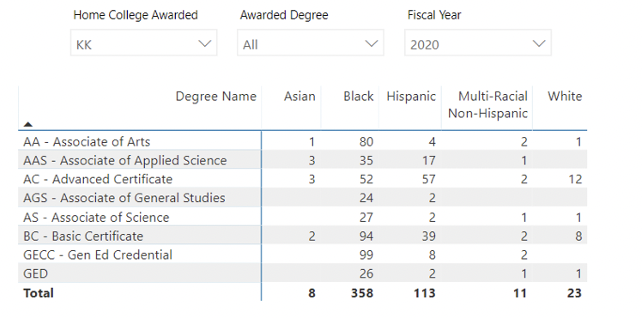 Home College Awarded Awarded Degree Fiscal Year
KK All 2020
Degree Name Asian Black Hispanic Multi-Racial White
Non-Hispanic
AA - Associate of Arts 1 80 4 2 1
AAS - Associate of Applied Science 3 35 17 1
AC - Advanced Certificate 3 52 57 2 12
AGS - Associate of General Studies 24 2
AS - Associate of Science 27 2 1 1
BC - Basic Certificate 2 94 39 2 8
GECC - Gen Ed Credential 99 8 2
GED 26 2 1 1
Total 8 358 113 11 23